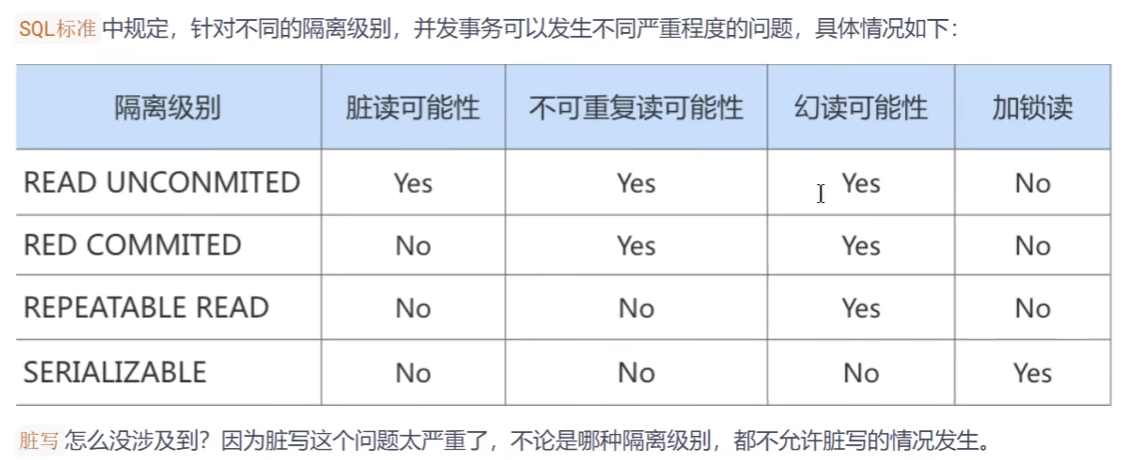 SQL标准 中规定，针对不同的隔离级别，并发事务可以发生不同严重程度的问题，具体情况如下：
隔离级别 脏读可能性 不可重复读可能性 幻读可能性 加锁读
READ UNCONMITED Yes Yes Yes No
RED COMMITED No Yes Yes No
REPEATABLE READ No No Yes No
SERIALIZABLE No No No Yes
脏写 怎么没涉及到？因为脏写这个问题太严重了，不论是哪种隔离级别，都不允许脏写的情况发生。